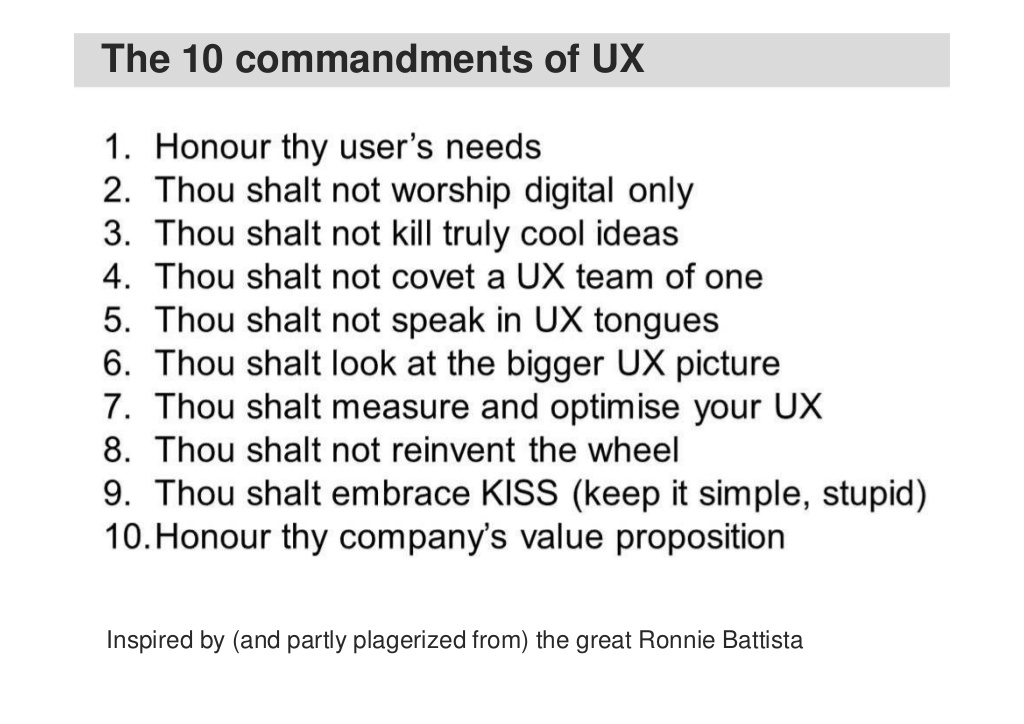 The 10 commandments of UX
1. Honour thy user’s needs
2. Thou shalt not worship digital only
3. Thou shalt not kill truly cool ideas
4. Thou shalt not covet a UX team of one
5. Thou shalt not speak in UX tongues
6. Thou shalt look at the bigger UX picture
7. Thou shalt measure and optimise your UX
8. Thou shalt not reinvent the wheel
9. Thou shalt embrace KISS (keep it simple, stupid)
10. Honour thy company’s value proposition
Inspired by (and partly plagerized from) the great Ronnie Battista